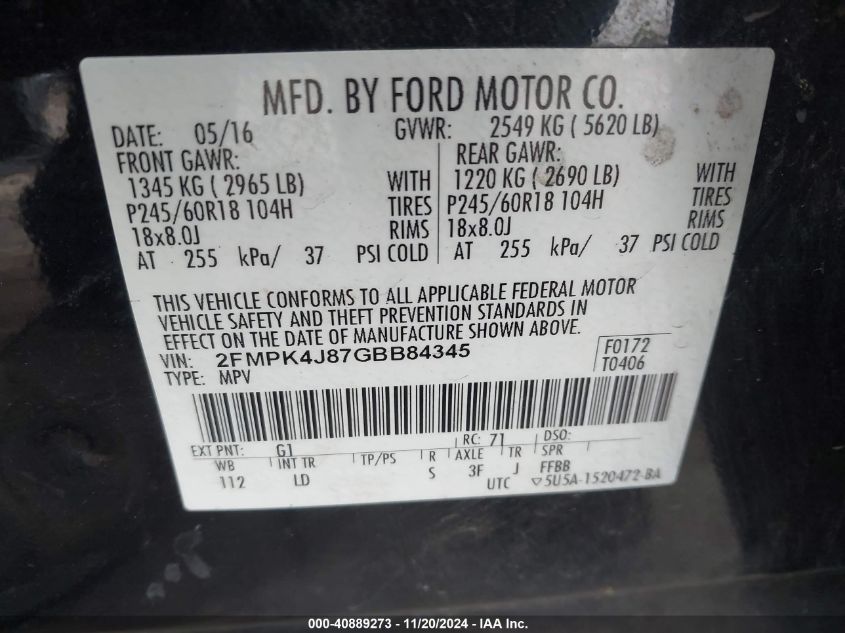 MFD. BY FORD MOTOR CO.
DATE: 05/16 GVWR: 2549 KG ( 5620 LB)
FRONT GAWR: REAR GAWR:
1345 KG ( 2965 LB) WITH 1220 KG ( 2690 LB) WITH
P245/60R18 104H TIRES P245/60R18 104H TIRES
18x8.0J RIMS 18x8.0J RIMS
AT 255 kPa/ 37 PSI COLD AT 255 kPa/ 37 PSI COLD
THIS VEHICLE CONFORMS TO ALL APPLICABLE FEDERAL MOTOR
VEHICLE SAFETY AND THEFT PREVENTION STANDARDS IN
EFFECT ON THE DATE OF MANUFACTURE SHOWN ABOVE.
VIN: 2FMPK4J87GBB84345 F0172
TYPE: MPV T0406
EXT PNT: G1 RC: 71 DSO:
WB INT TR TP/PS R AXLE TR SPR
112 LD S 3F J FFBB
UTC ▽5U5A-1520472-BA
000-40889273 - 11/20/2024 - IAA Inc.